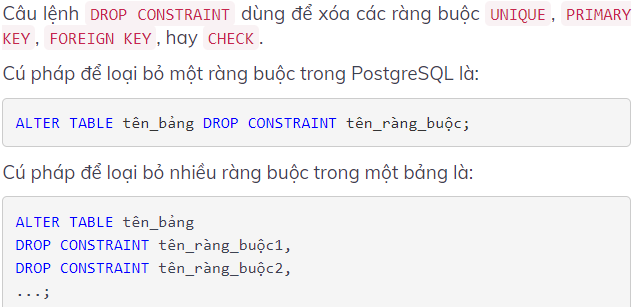 Câu lệnh DROP CONSTRAINT dùng để xóa các ràng buộc UNIQUE, PRIMARY
KEY, FOREIGN KEY, hay CHECK.
Cú pháp để loại bỏ một ràng buộc trong PostgreSQL là:
ALTER TABLE tên_bảng DROP CONSTRAINT tên_ràng_buộc;
Cú pháp để loại bỏ nhiều ràng buộc trong một bảng là:
ALTER TABLE tên_bảng
DROP CONSTRAINT tên_ràng_buộc1,
DROP CONSTRAINT tên_ràng_buộc2,
...;